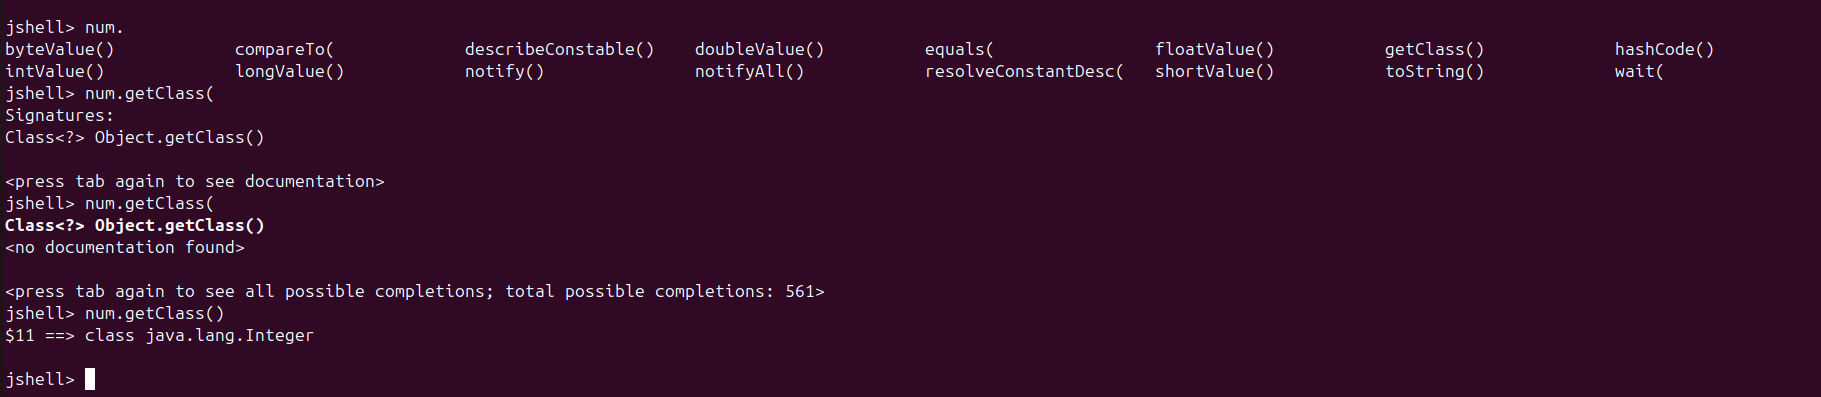 jshell> num.
byteValue() compareTo( describeConstable() doubleValue() equals( floatValue() getClass() hashCode()
intValue() longValue() notify() notifyAll() resolveConstantDesc( shortValue() toString() wait(
jshell> num.getClass(
Signatures:
Class<?> Object.getClass()
<press tab again to see documentation>
jshell> num.getClass(
Class<?> Object.getClass()
<no documentation found>
<press tab again to see all possible completions; total possible completions: 561>
jshell> num.getClass()
$11 ==> class java.lang.Integer
jshell>